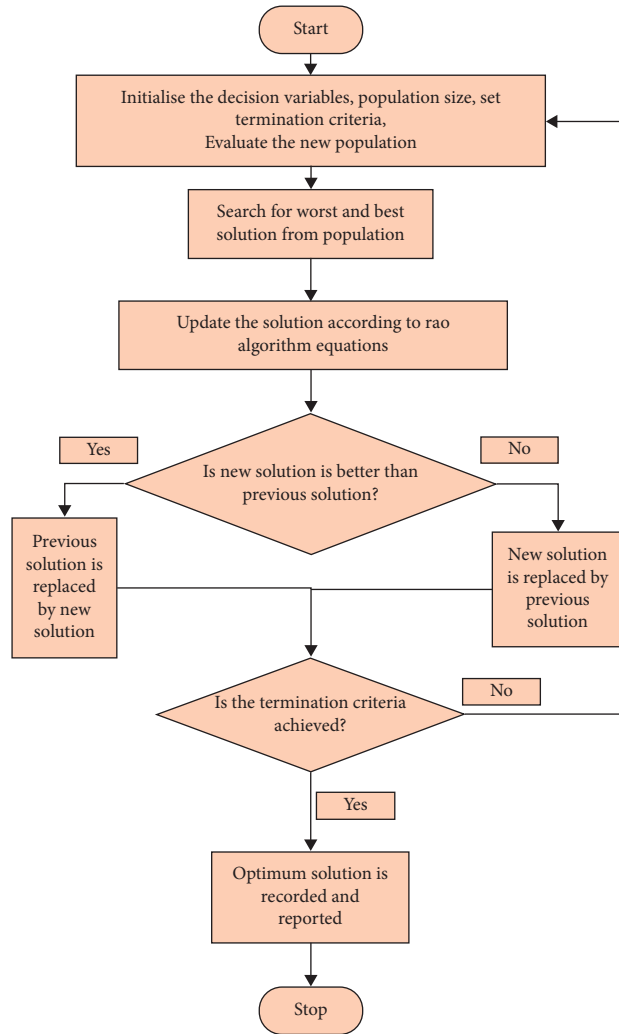 Start
Initialise the decision variables, population size, set
termination criteria,
Evaluate the new population
Search for worst and best
solution from population
Update the solution according to rao
algorithm equations
Yes
No
Is new solution is better than
previous solution?
Previous
solution is
replaced
by new
solution
New solution
is replaced by
previous
solution
Is the termination criteria
achieved?
No
Yes
Optimum solution is
recorded and
reported
Stop